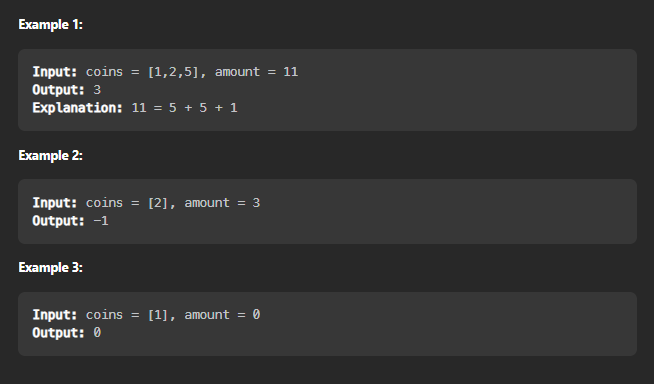 Example 1:
Input: coins = [1,2,5], amount = 11
Output: 3
Explanation: 11 = 5 + 5 + 1
Example 2:
Input: coins = [2], amount = 3
Output: -1
Example 3:
Input: coins = [1], amount = 0
Output: 0